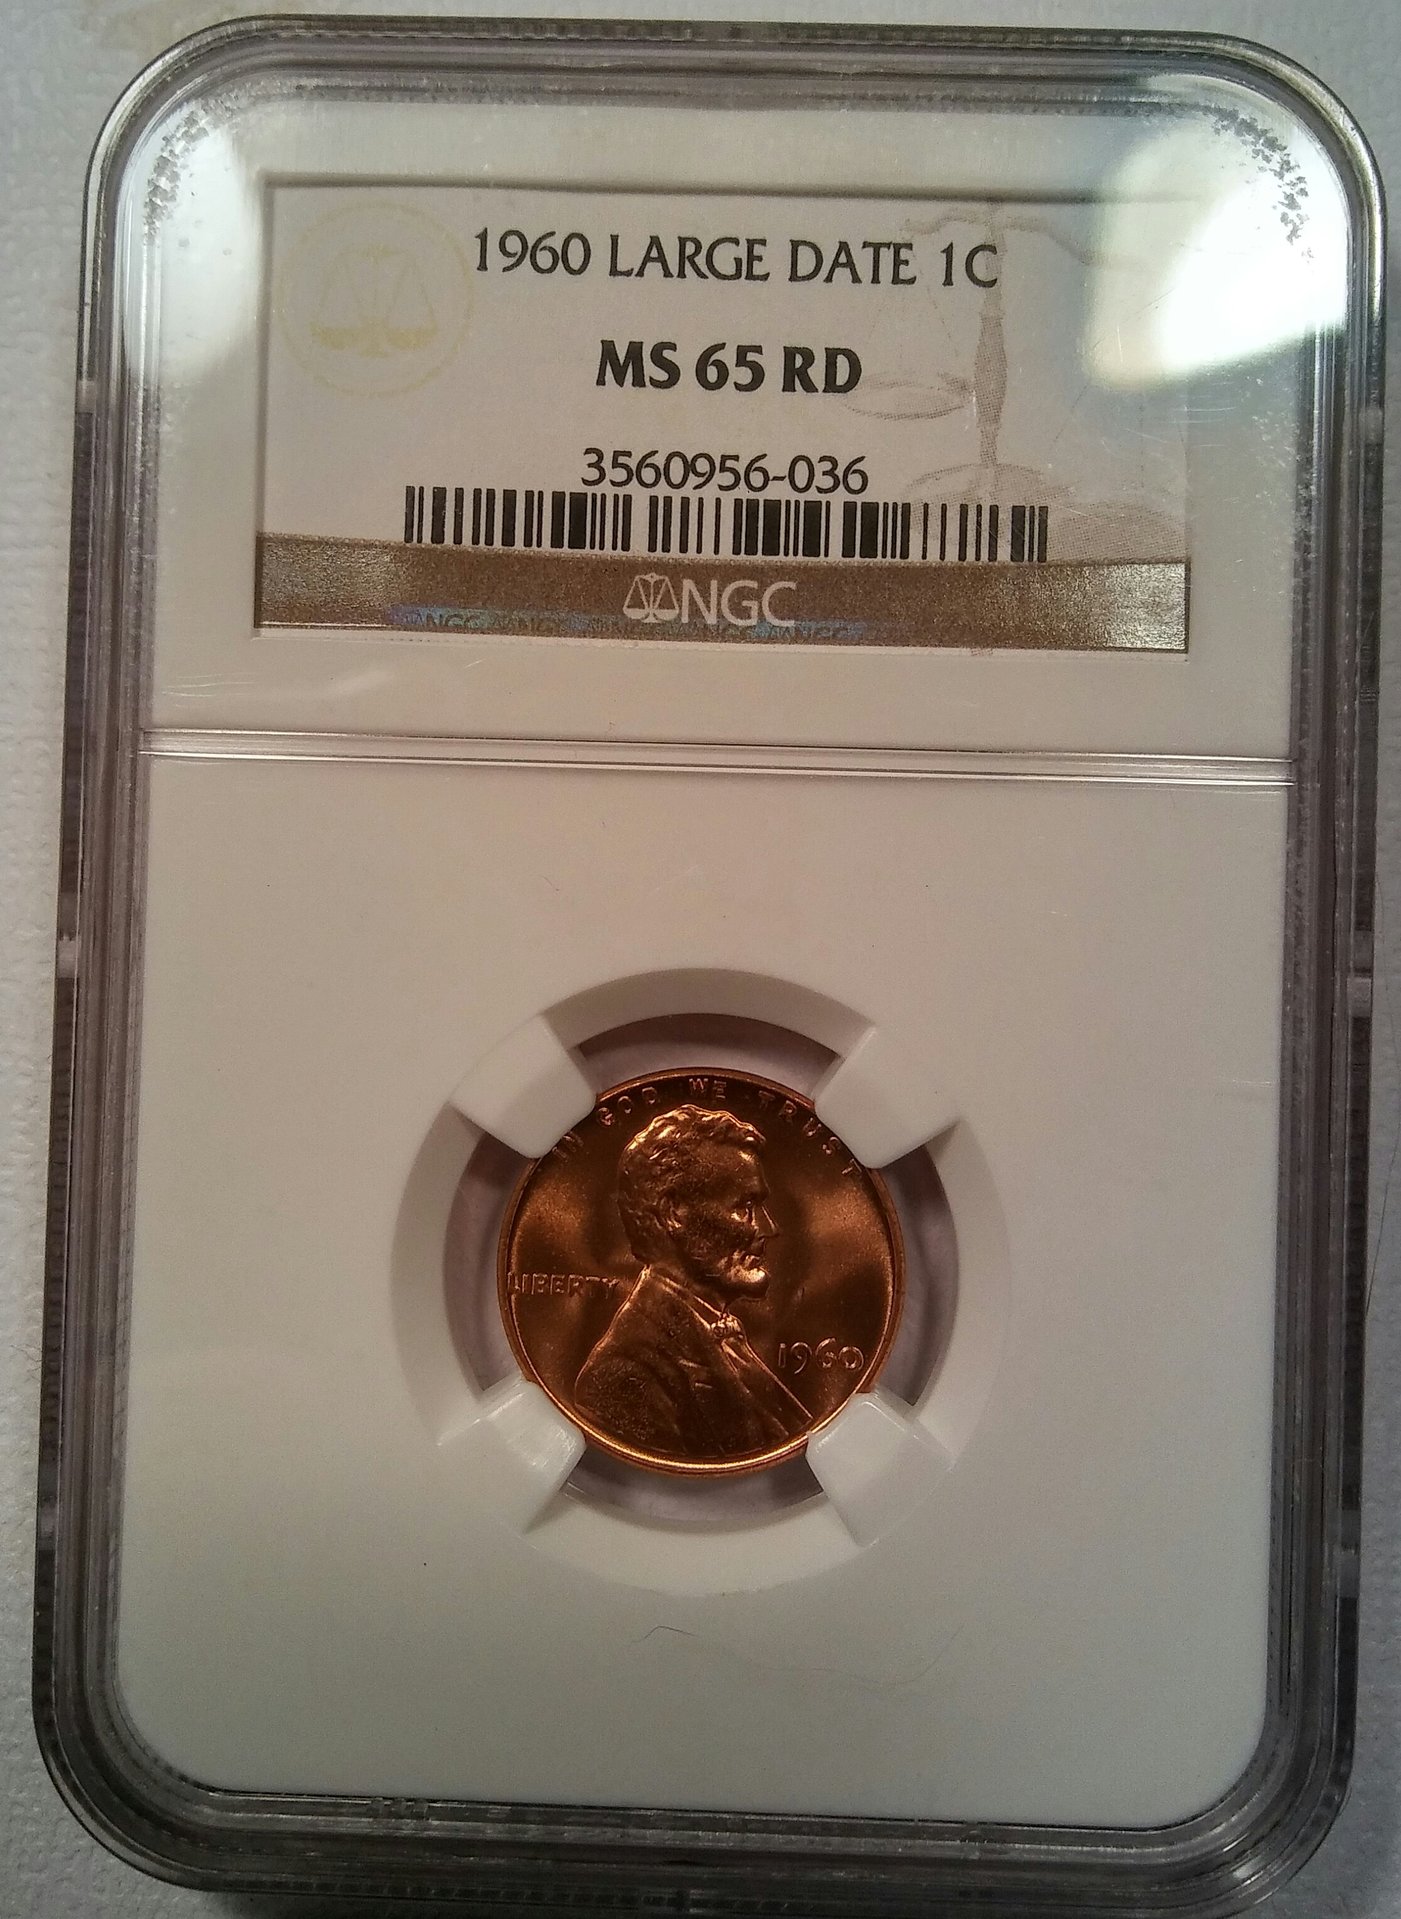 1960 LARGE DATE 1C
MS 65 RD
3560956-036
NGC
IN GOD WE TRUST
LIBERTY
1960